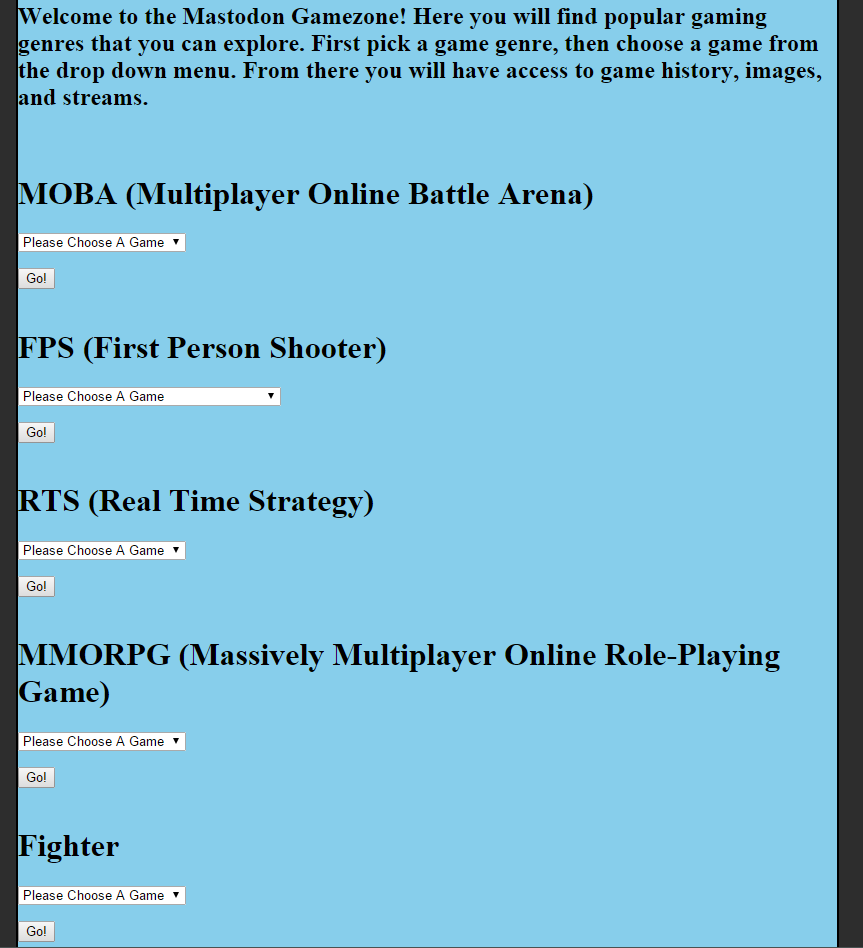 Welcome to the Mastodon Gamezone! Here you will find popular gaming
genres that you can explore. First pick a game genre, then choose a game from
the drop down menu. From there you will have access to game history, images,
and streams.
MOBA (Multiplayer Online Battle Arena)
Please Choose A Game
Go!
FPS (First Person Shooter)
Please Choose A Game
Go!
RTS (Real Time Strategy)
Please Choose A Game
Go!
MMORPG (Massively Multiplayer Online Role-Playing
Game)
Please Choose A Game
Go!
Fighter
Please Choose A Game
Go!